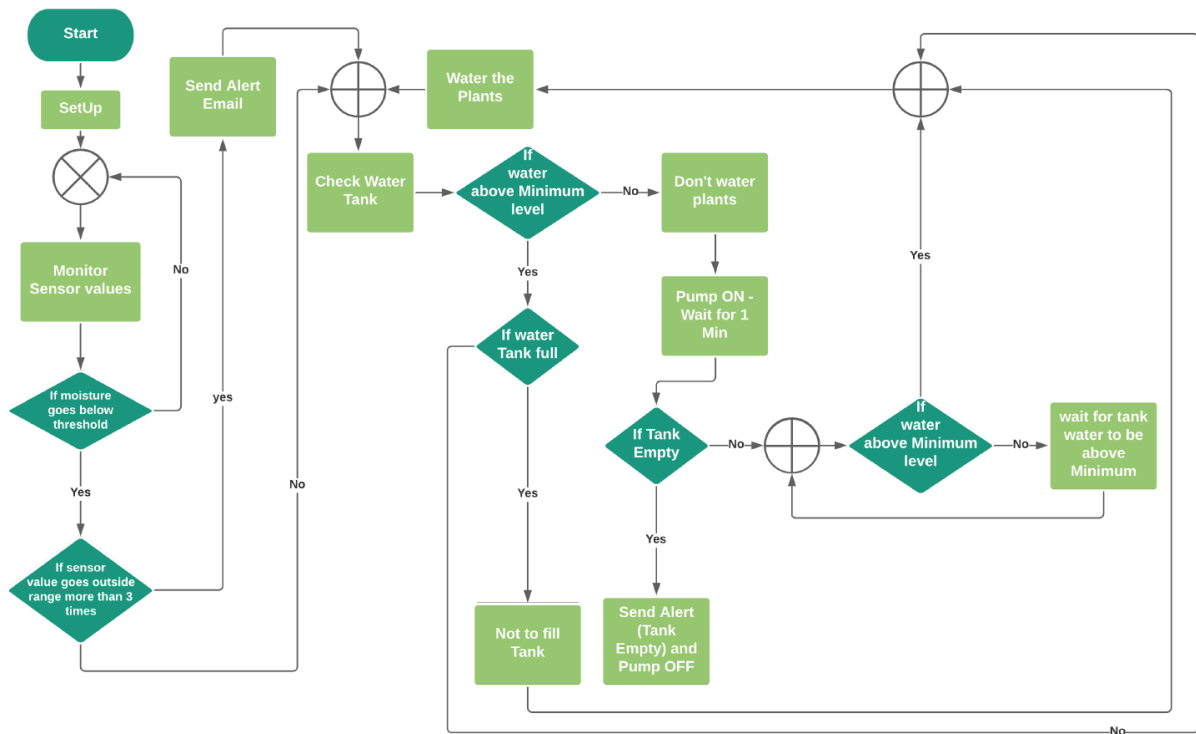 Start
SetUp
Monitor
Sensor values
No
If moisture
goes below
threshold
Yes
If sensor
value goes outside
range more than 3
times
yes
No
Send Alert
Email
Water the
Plants
Check Water
Tank
If
water
above Minimum
level
No
Don't water
plants
Yes
Pump ON -
Wait for 1
Min
If water
Tank full
Yes
No
Not to fill
Tank
If Tank
Empty
No
Yes
Send Alert
(Tank
Empty) and
Pump OFF
If
water
above Minimum
level
Yes
No
wait for tank
water to be
above
Minimum